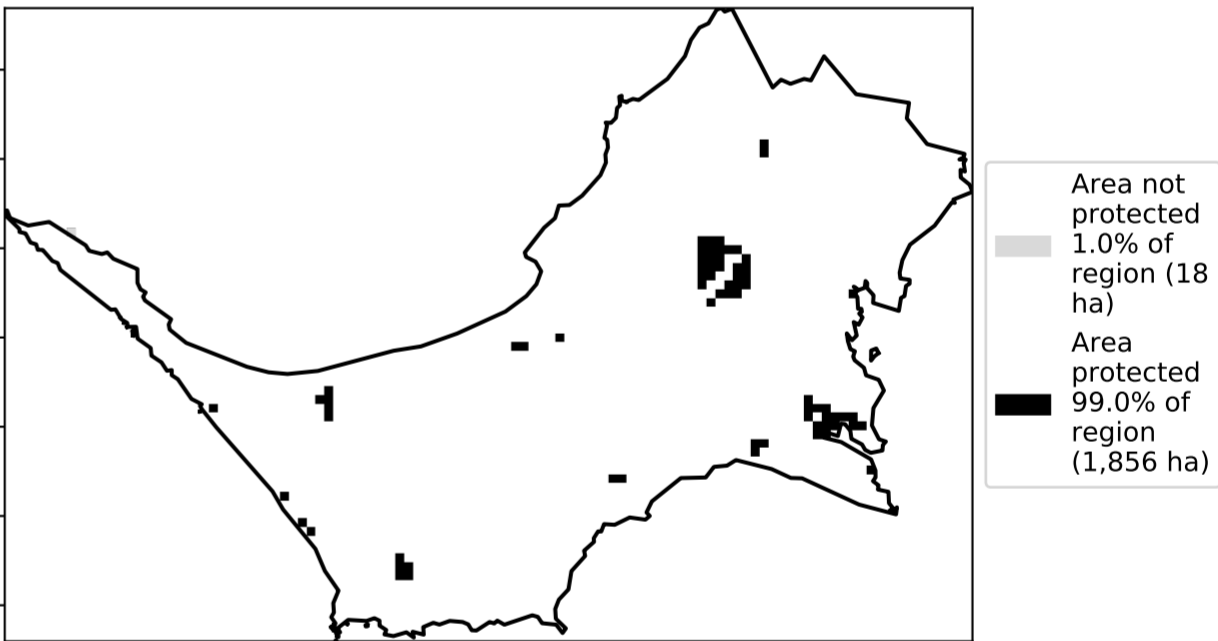 Area not
protected
1.0% of
region (18
ha)
Area
protected
99.0% of
region
(1,856 ha)